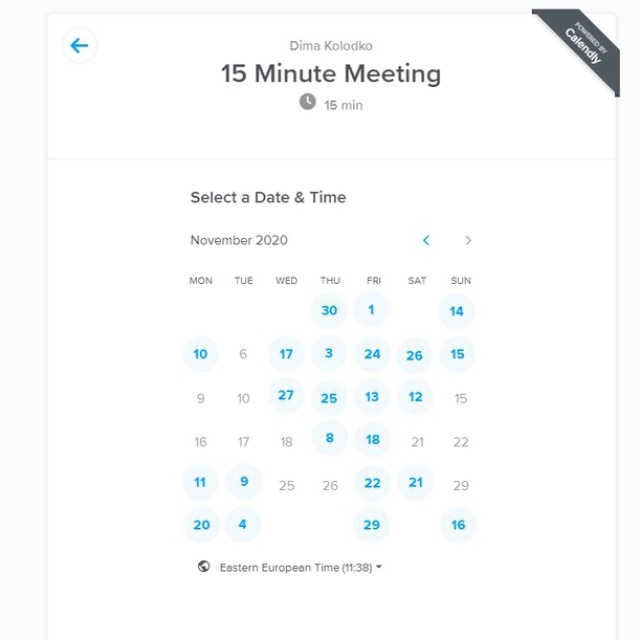 Dima Kolodko
POWERED BY
Calendly
15 Minute Meeting
15 min
Select a Date & Time
November 2020
MON TUE WED THU FRI SAT SUN
30 1 14
10 6 17 3 24 26 15
9 10 27 25 13 12 15
16 17 18 8 18 21 22
11 9 25 26 22 21 29
20 4 29 16
Eastern European Time (11:38)